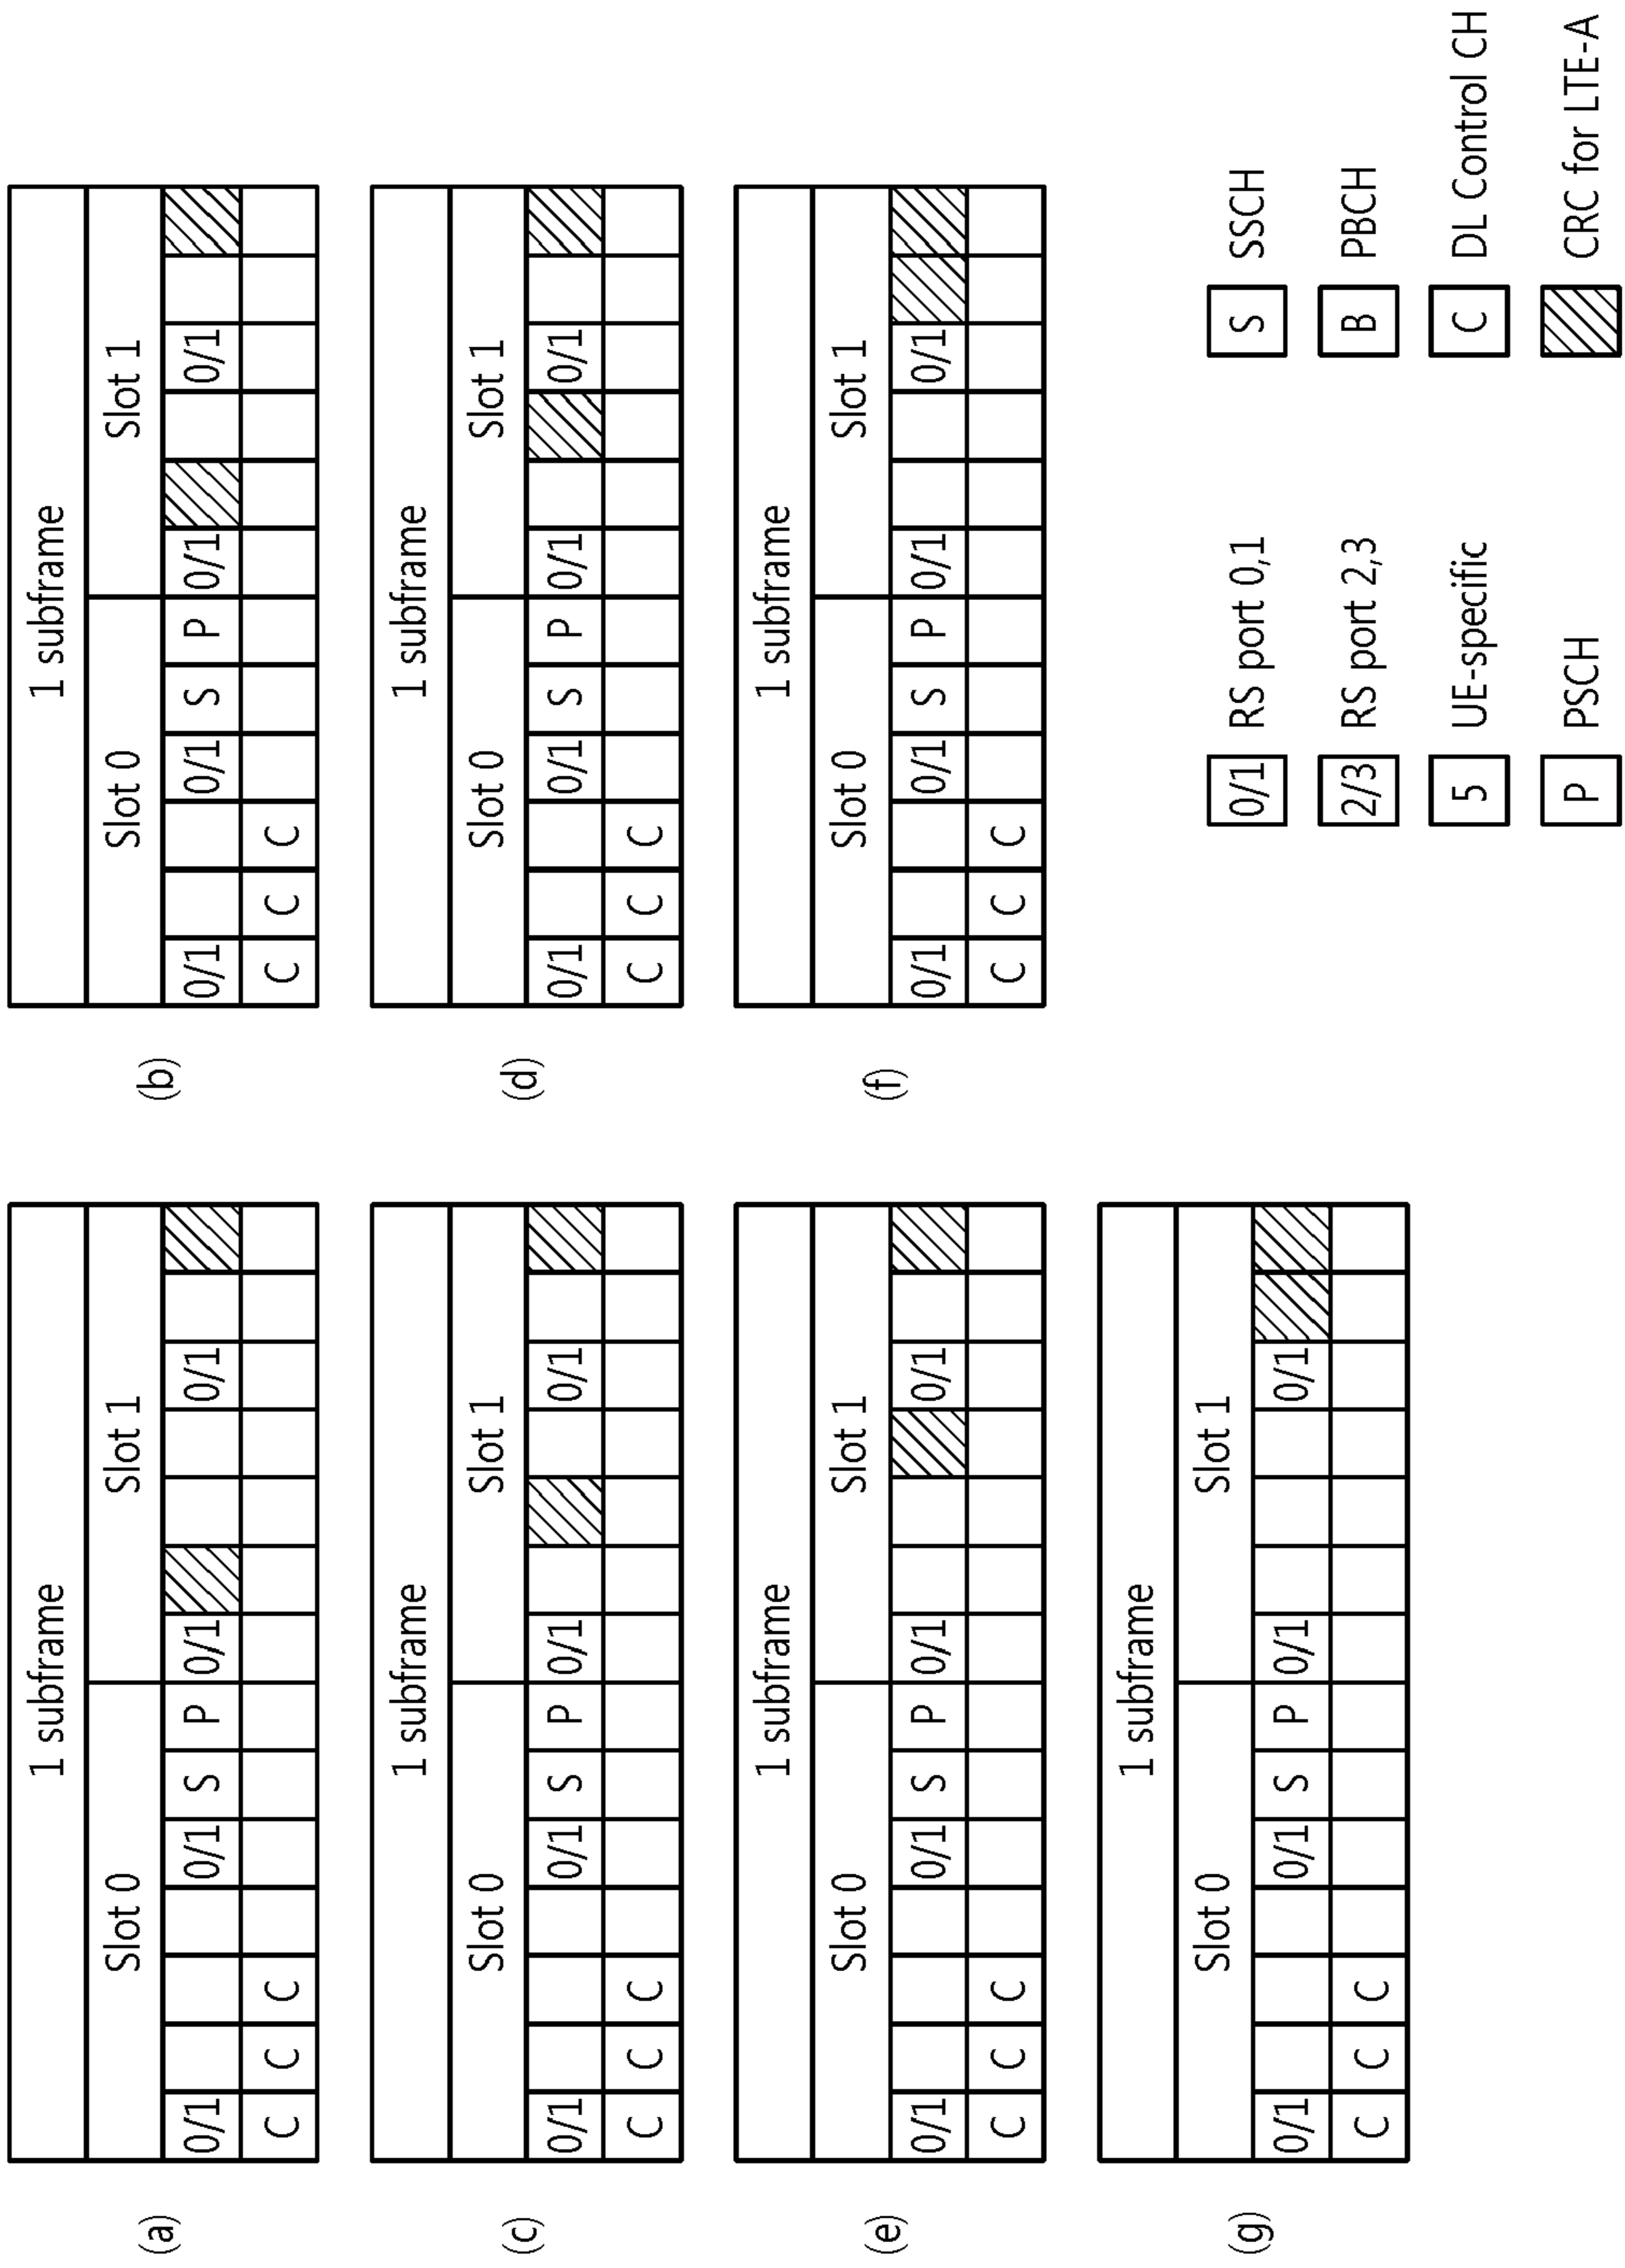 (a)
1 subframe
Slot 0 Slot 1
0/1 0/1 S P 0/1 0/1
C C C
(b)
1 subframe
Slot 0 Slot 1
0/1 0/1 S P 0/1 0/1
C C C
(c)
1 subframe
Slot 0 Slot 1
0/1 0/1 S P 0/1 0/1
C C C
(d)
1 subframe
Slot 0 Slot 1
0/1 0/1 S P 0/1 0/1
C C C
(e)
1 subframe
Slot 0 Slot 1
0/1 0/1 S P 0/1 0/1
C C C
(f)
1 subframe
Slot 0 Slot 1
0/1 0/1 S P 0/1 0/1
C C C
(g)
1 subframe
Slot 0 Slot 1
0/1 0/1 S P 0/1 0/1
C C C
0/1 RS port 0,1
2/3 RS port 2,3
5 UE-specific
P PSCH
S SSCH
B PBCH
C DL Control CH
CRC for LTE-A